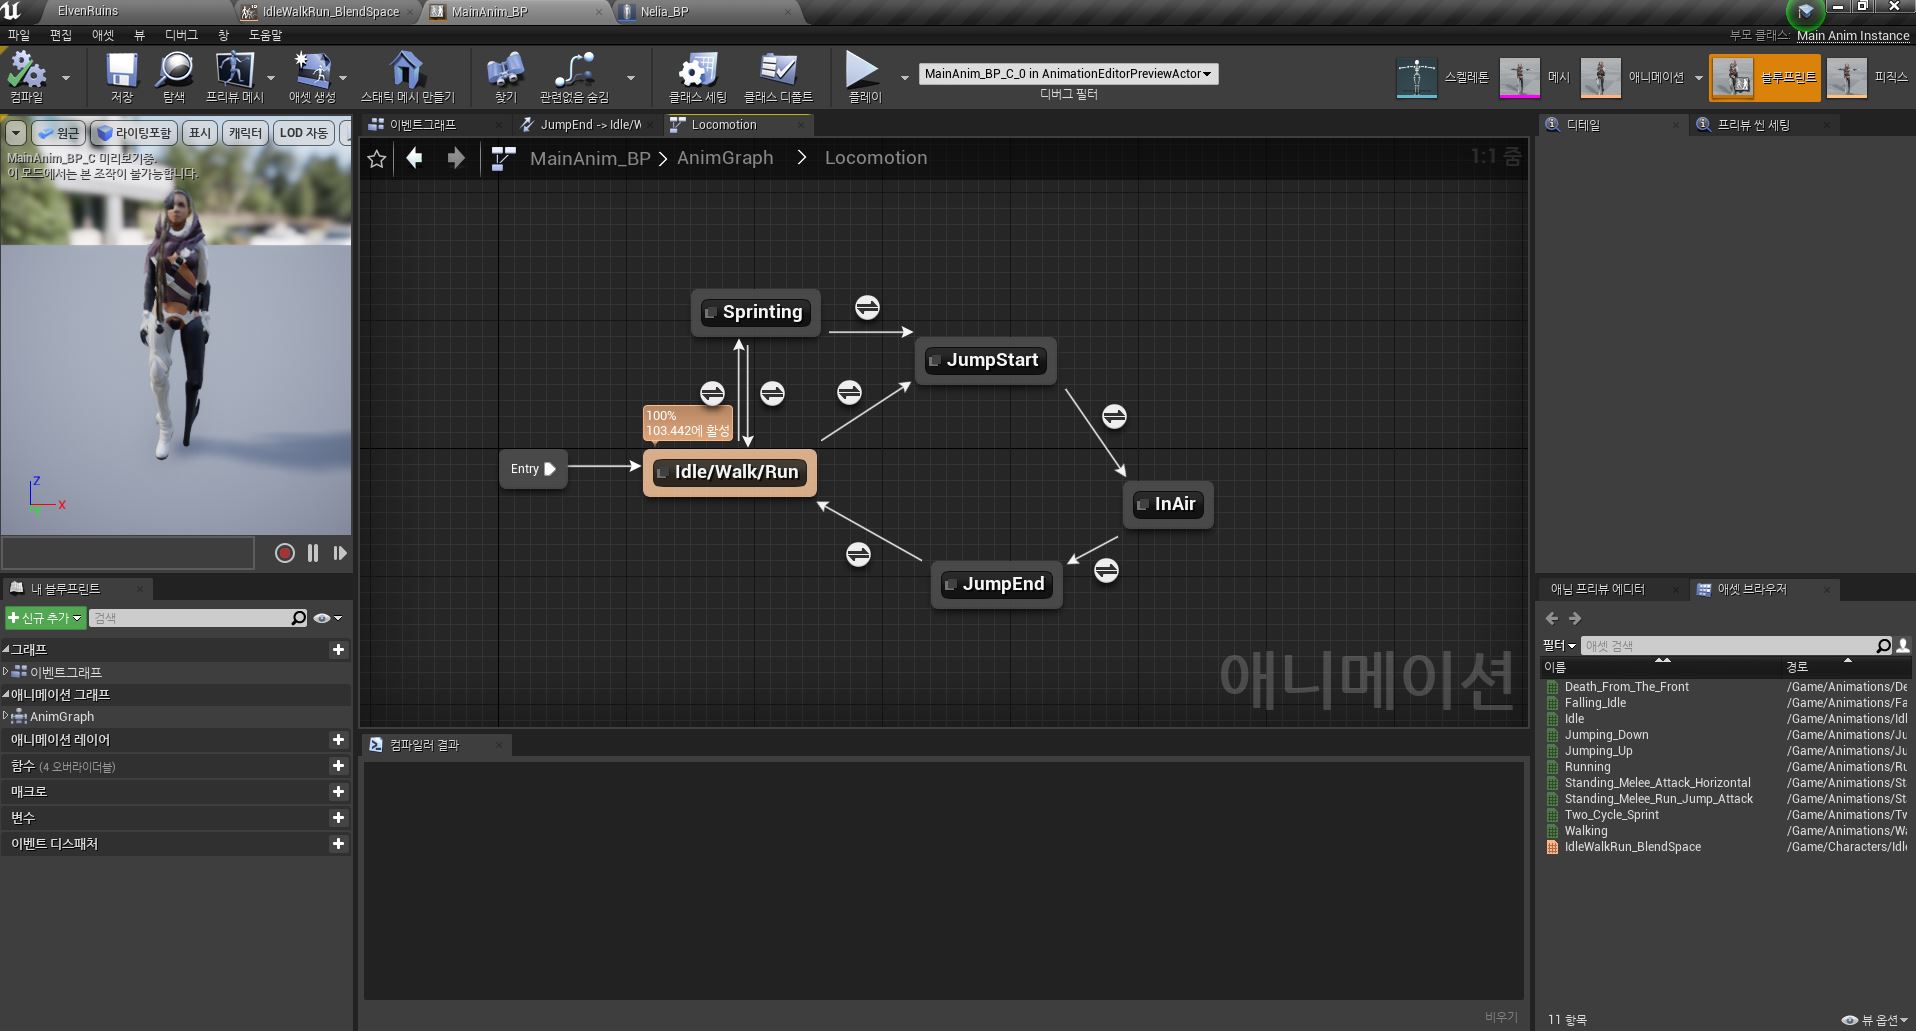 ElvenRuins
IdleWalkRun_BlendSpace
MainAnim_BP
Nelia_BP
파일 편집 애셋 뷰 디버그 창 도움말
부모 클래스: Main Anim Instance
컴파일
저장
탐색
프리뷰 메시
애셋 생성
스태틱 메시 만들기
찾기
관련없음 숨김
클래스 세팅
클래스 디폴트
플레이
MainAnim_BP_C_0 in AnimationEditorPreviewActor
디버그 필터
스켈레톤
메시
애니메이션
블루프린트
피직스
원근
라이팅포함
표시
캐릭터
LOD 자동
MainAnim_BP_C 미리보기중.
이 모드에서는 본 조작이 불가능합니다.
Z
X
이벤트그래프
JumpEnd -> Idle/W
Locomotion
MainAnim_BP > AnimGraph > Locomotion
1:1 줌
Sprinting
JumpStart
100%
103.442에 활성
Entry
Idle/Walk/Run
InAir
JumpEnd
애니메이션
내 블루프린트
신규 추가
검색
그래프
이벤트그래프
애니메이션 그래프
AnimGraph
애니메이션 레이어
함수 (4 오버라이더블)
매크로
변수
이벤트 디스패처
컴파일러 결과
비우기
디테일
프리뷰 씬 세팅
애님 프리뷰 에디터
애셋 브라우저
필터
애셋 검색
이름 경로
Death_From_The_Front /Game/Animations/De
Falling_Idle /Game/Animations/Fa
Idle /Game/Animations/Idl
Jumping_Down /Game/Animations/Ju
Jumping_Up /Game/Animations/Ju
Running /Game/Animations/Ru
Standing_Melee_Attack_Horizontal /Game/Animations/Sta
Standing_Melee_Run_Jump_Attack /Game/Animations/Sta
Two_Cycle_Sprint /Game/Animations/Tw
Walking /Game/Animations/Wa
IdleWalkRun_BlendSpace /Game/Characters/Idl
11 항목
뷰 옵션